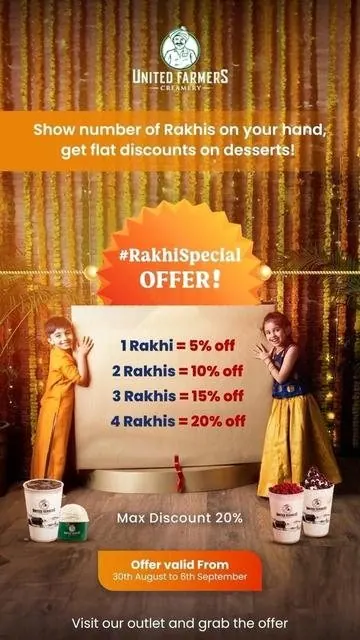 UNITED FARMERS
CREAMERY
Show number of Rakhis on your hand,
get flat discounts on desserts!
#RakhiSpecial
OFFER!
1 Rakhi = 5% off
2 Rakhis = 10% off
3 Rakhis = 15% off
4 Rakhis = 20% off
Max Discount 20%
Offer valid From
30th August to 6th September
Visit our outlet and grab the offer